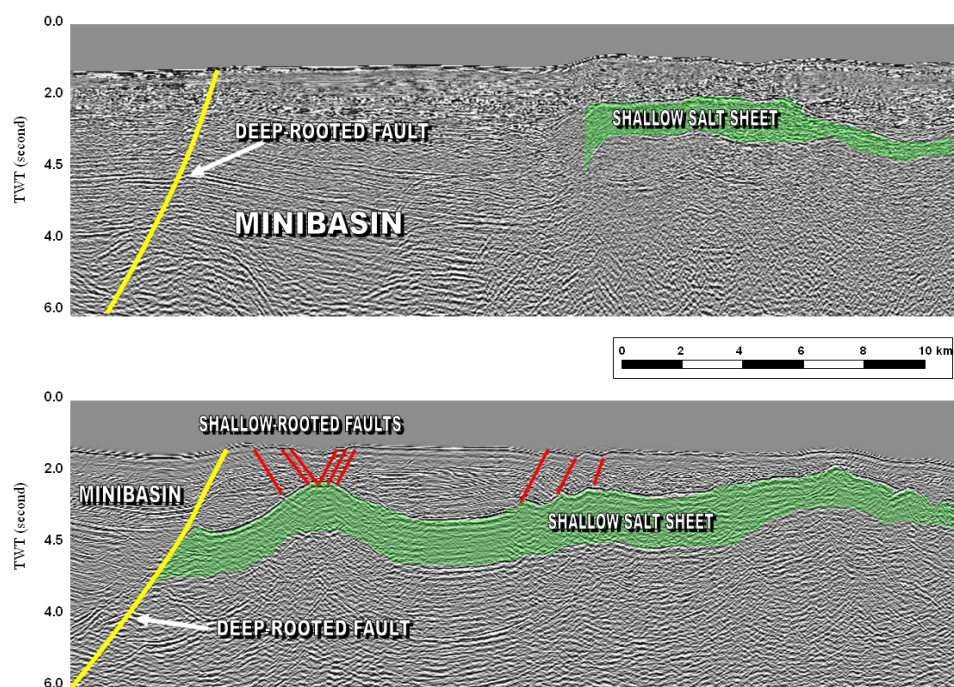 0.0
2.0
4.5
4.0
6.0
TWT (second)
DEEP-ROOTED FAULT
MINIBASIN
SHALLOW SALT SHEET
0 2 4 6 8 10 km
0.0
2.0
4.5
4.0
6.0
TWT (second)
SHALLOW-ROOTED FAULTS
MINIBASIN
SHALLOW SALT SHEET
DEEP-ROOTED FAULT